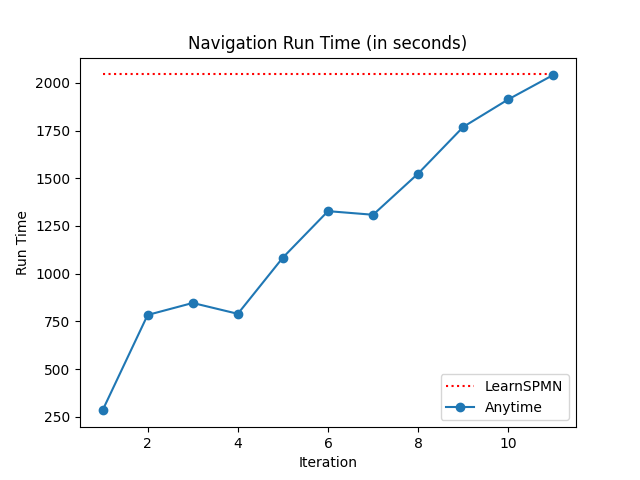 Navigation Run Time (in seconds)
Run Time
2000
1750
1500
1250
1000
750
500
250
2 4 6 8 10
Iteration
LearnSPMN
Anytime